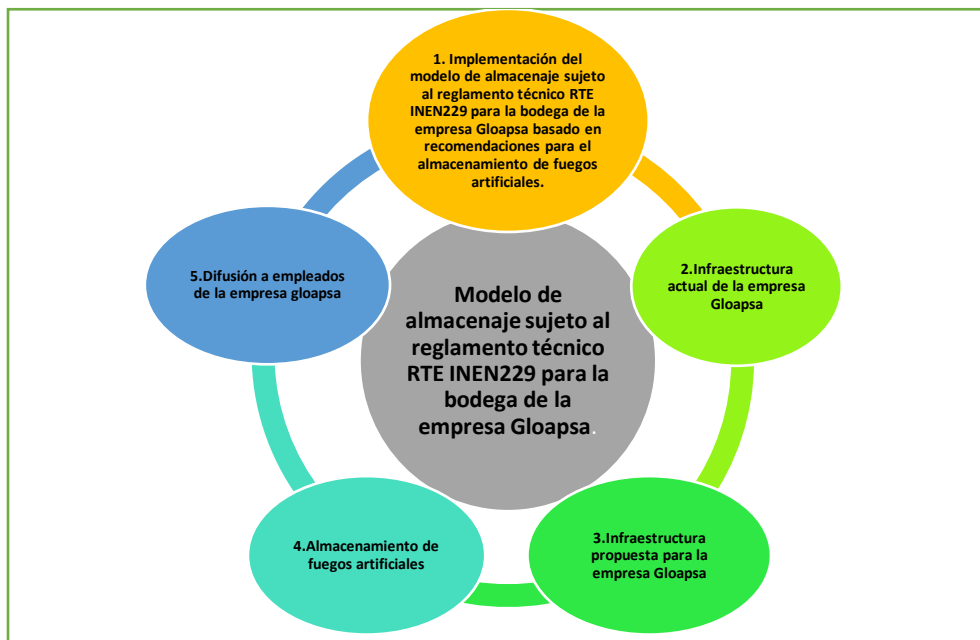 1. Implementación del
modelo de almacenaje sujeto
al reglamento técnico RTE
INEN229 para la bodega de la
empresa Gloapsa basado en
recomendaciones para el
almacenamiento de fuegos
artificiales.
2.Infraestructura
actual de la empresa
Gloapsa
3.Infraestructura
propuesta para la
empresa Gloapsa
4.Almacenamiento de
fuegos artificiales
5.Difusión a empleados
de la empresa gloapsa
Modelo de
almacenaje sujeto al
reglamento técnico
RTE INEN229 para la
bodega de la
empresa Gloapsa.